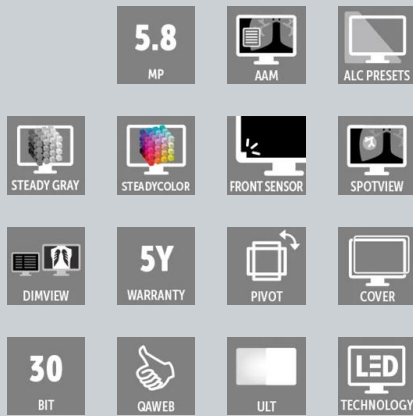 5.8
MP
AAM
ALC PRESETS
STEADY GRAY
STEADYCOLOR
FRONT SENSOR
SPOTVIEW
DIMVIEW
5Y
WARRANTY
PIVOT
COVER
30
BIT
QAWEB
ULT
LED
TECHNOLOGY